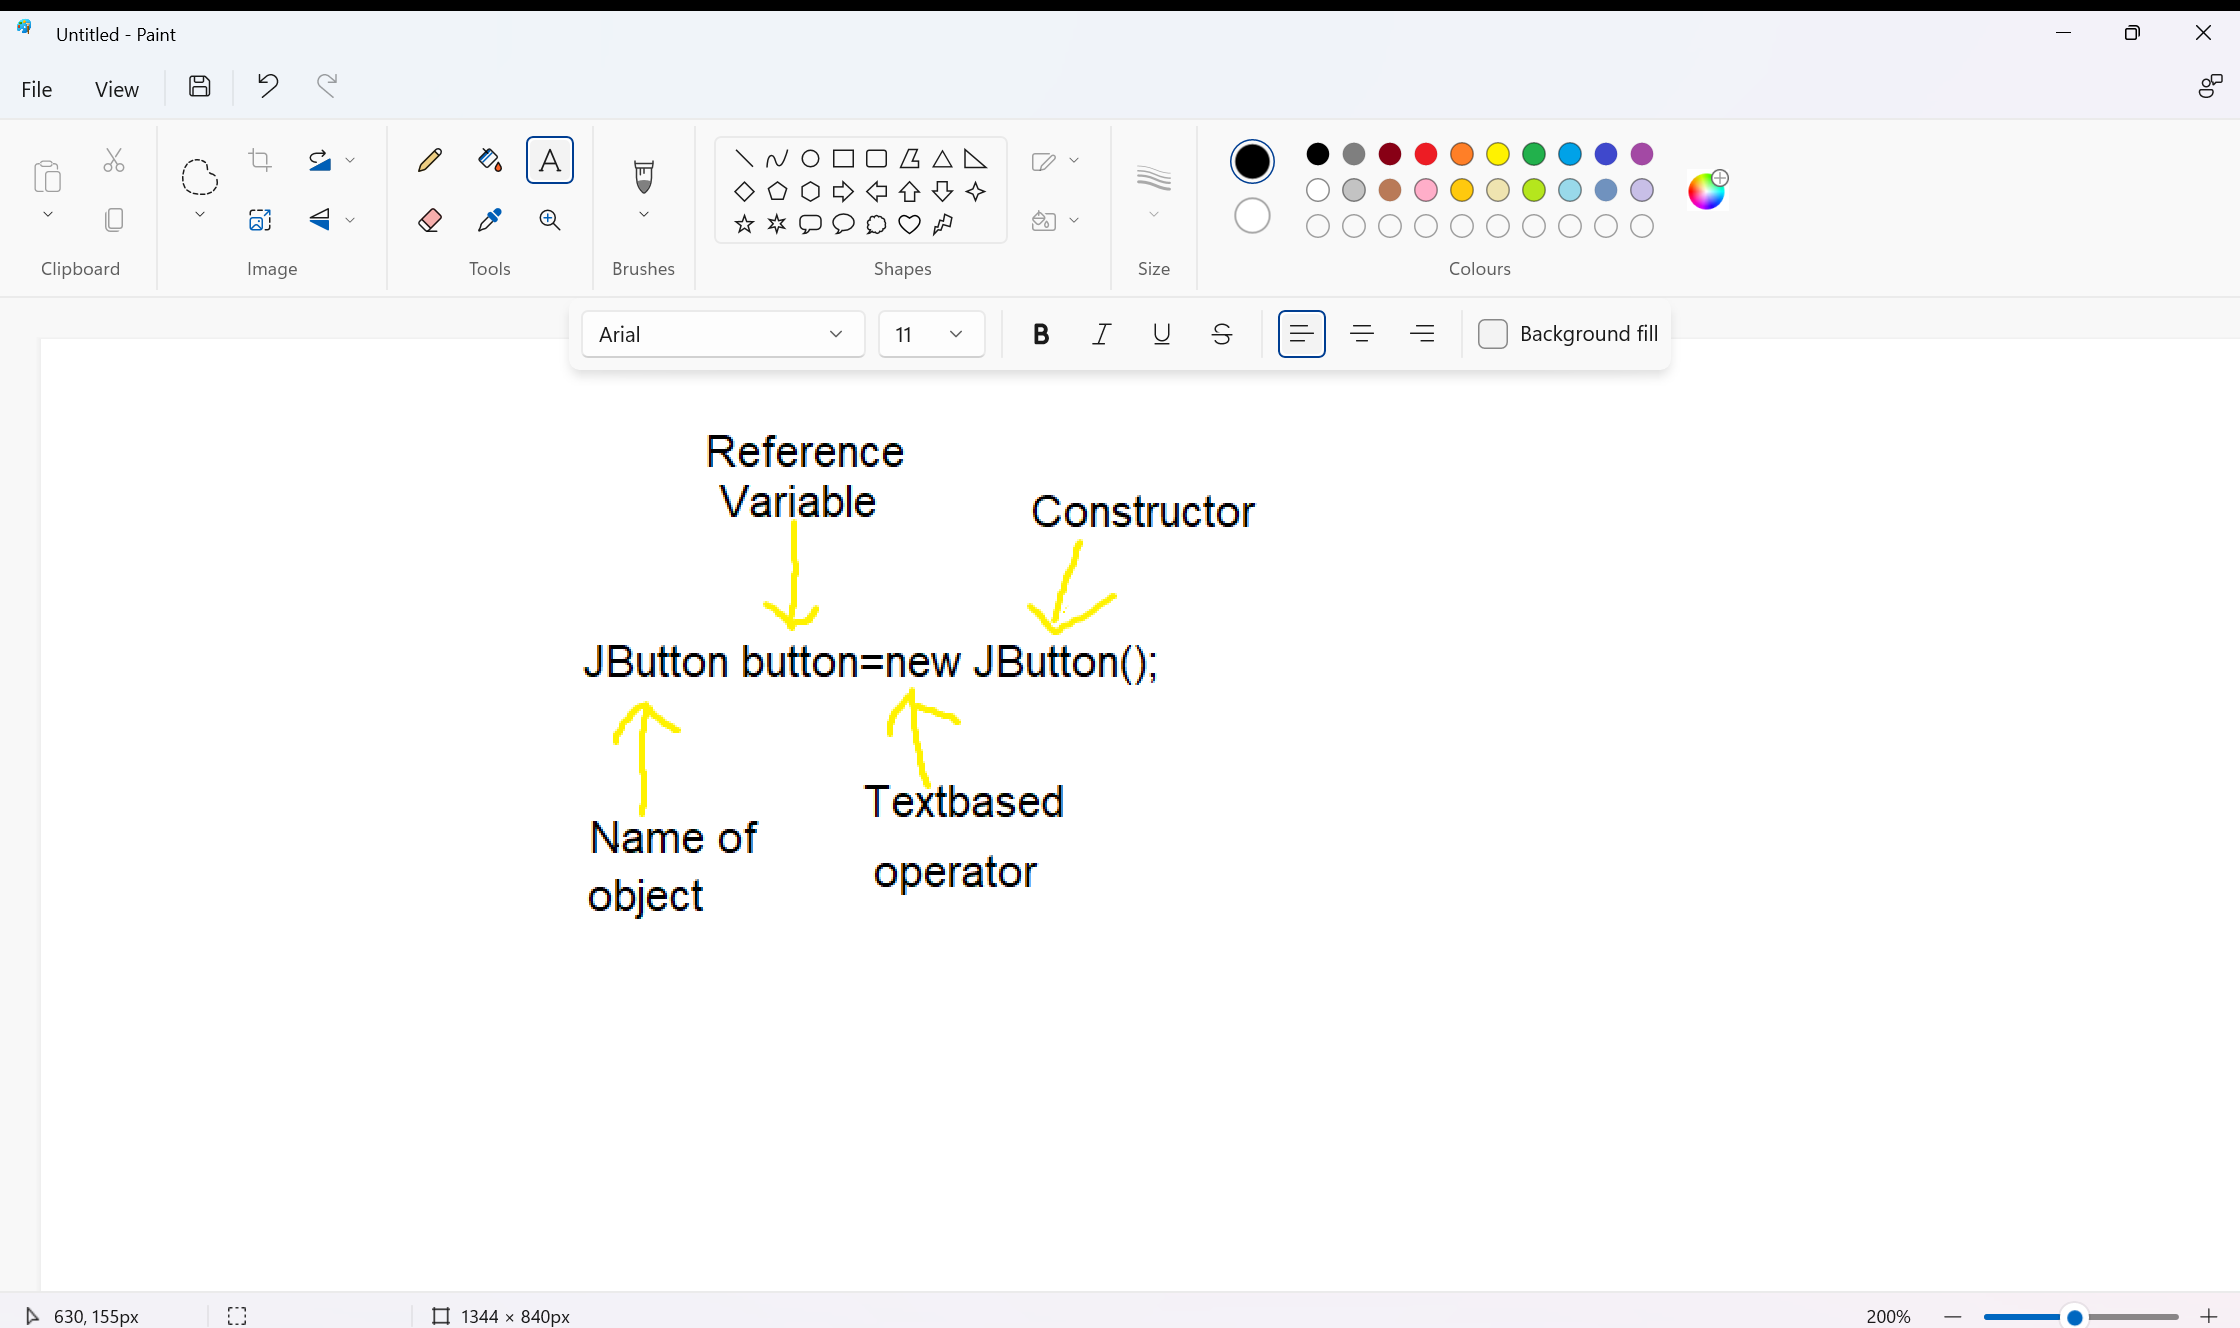 Untitled - Paint
File View
Clipboard Image Tools Brushes Shapes Size Colours
Arial 11 B I U S Background fill
Reference
Variable
Constructor
JButton button=new JButton();
Name of
object
Textbased
operator
630, 155px 1344 × 840px 200%